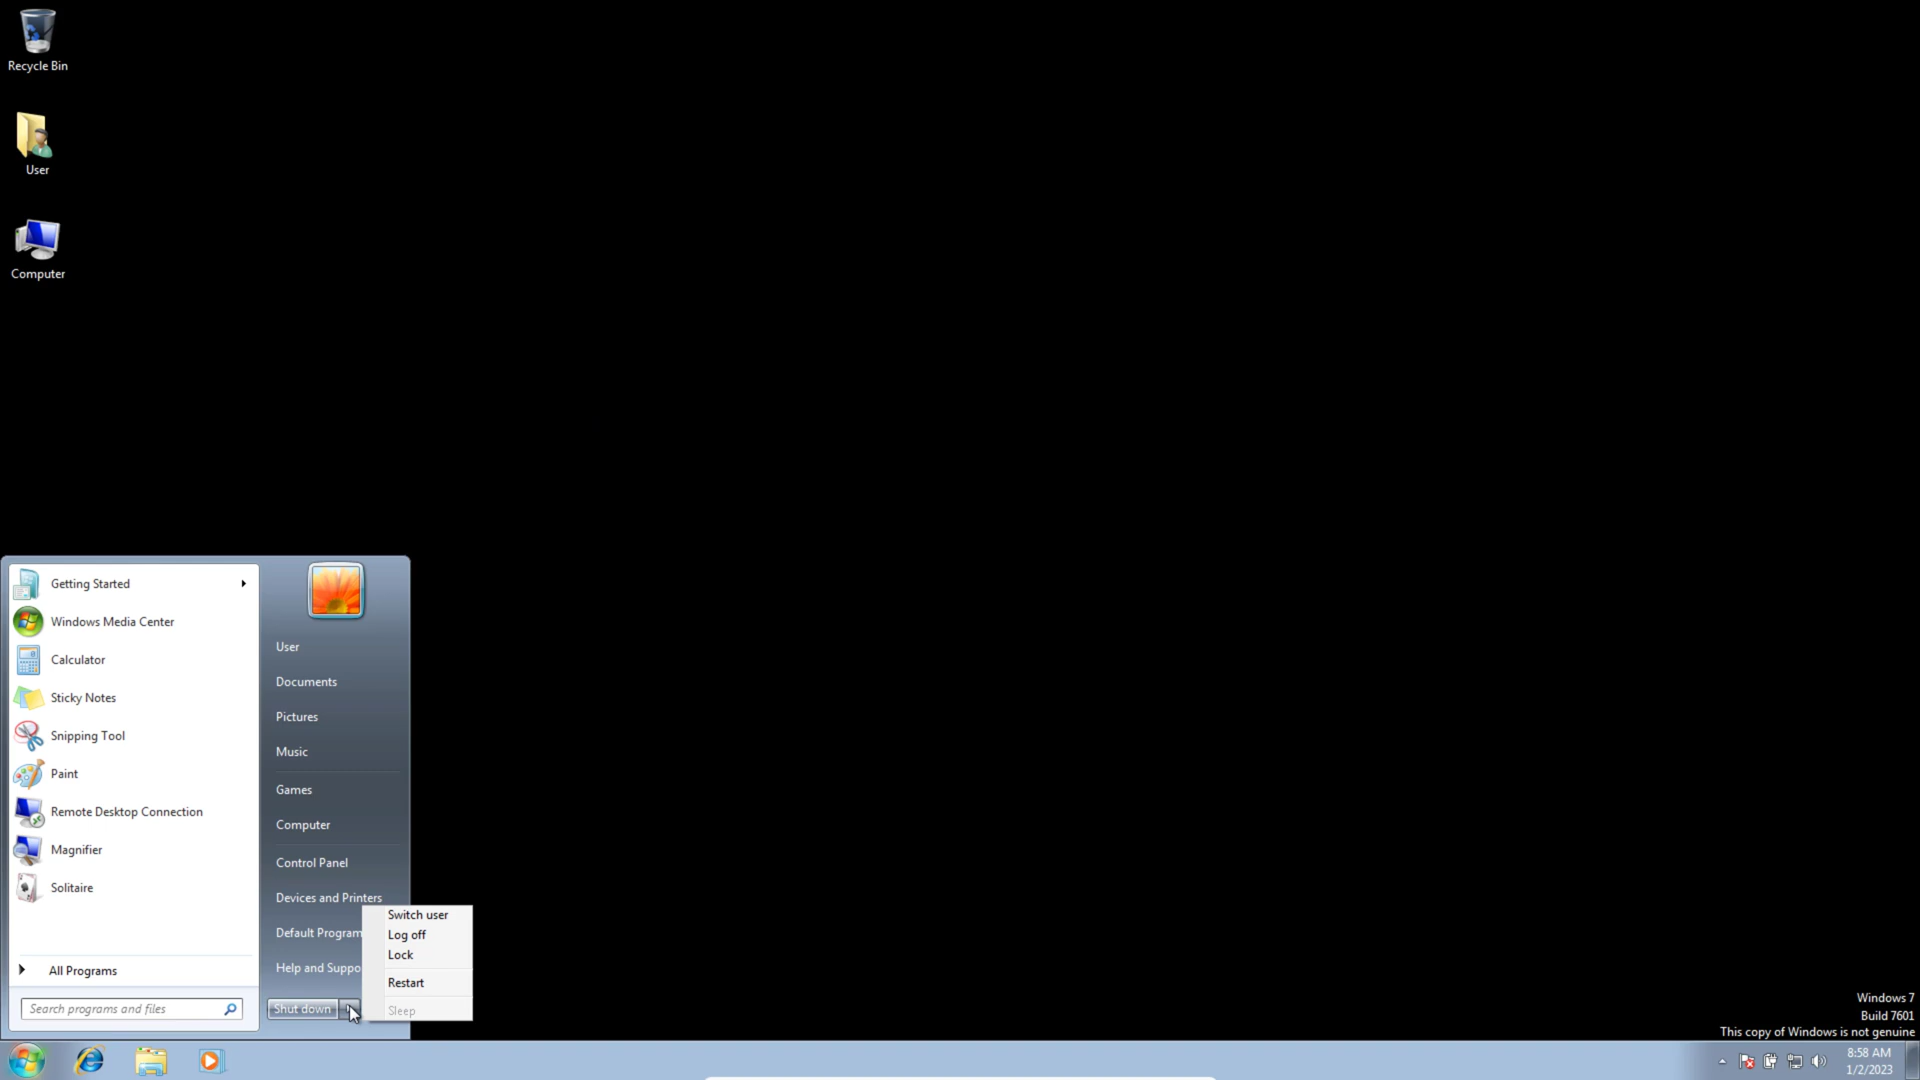 Recycle Bin
User
Computer
Getting Started
Windows Media Center
Calculator
Sticky Notes
Snipping Tool
Paint
Remote Desktop Connection
Magnifier
Solitaire
All Programs
Search programs and files
User
Documents
Pictures
Music
Games
Computer
Control Panel
Devices and Printers
Default Program
Help and Suppo
Shut down
Switch user
Log off
Lock
Restart
Sleep
Windows 7
Build 7601
This copy of Windows is not genuine
8:58 AM
1/2/2023